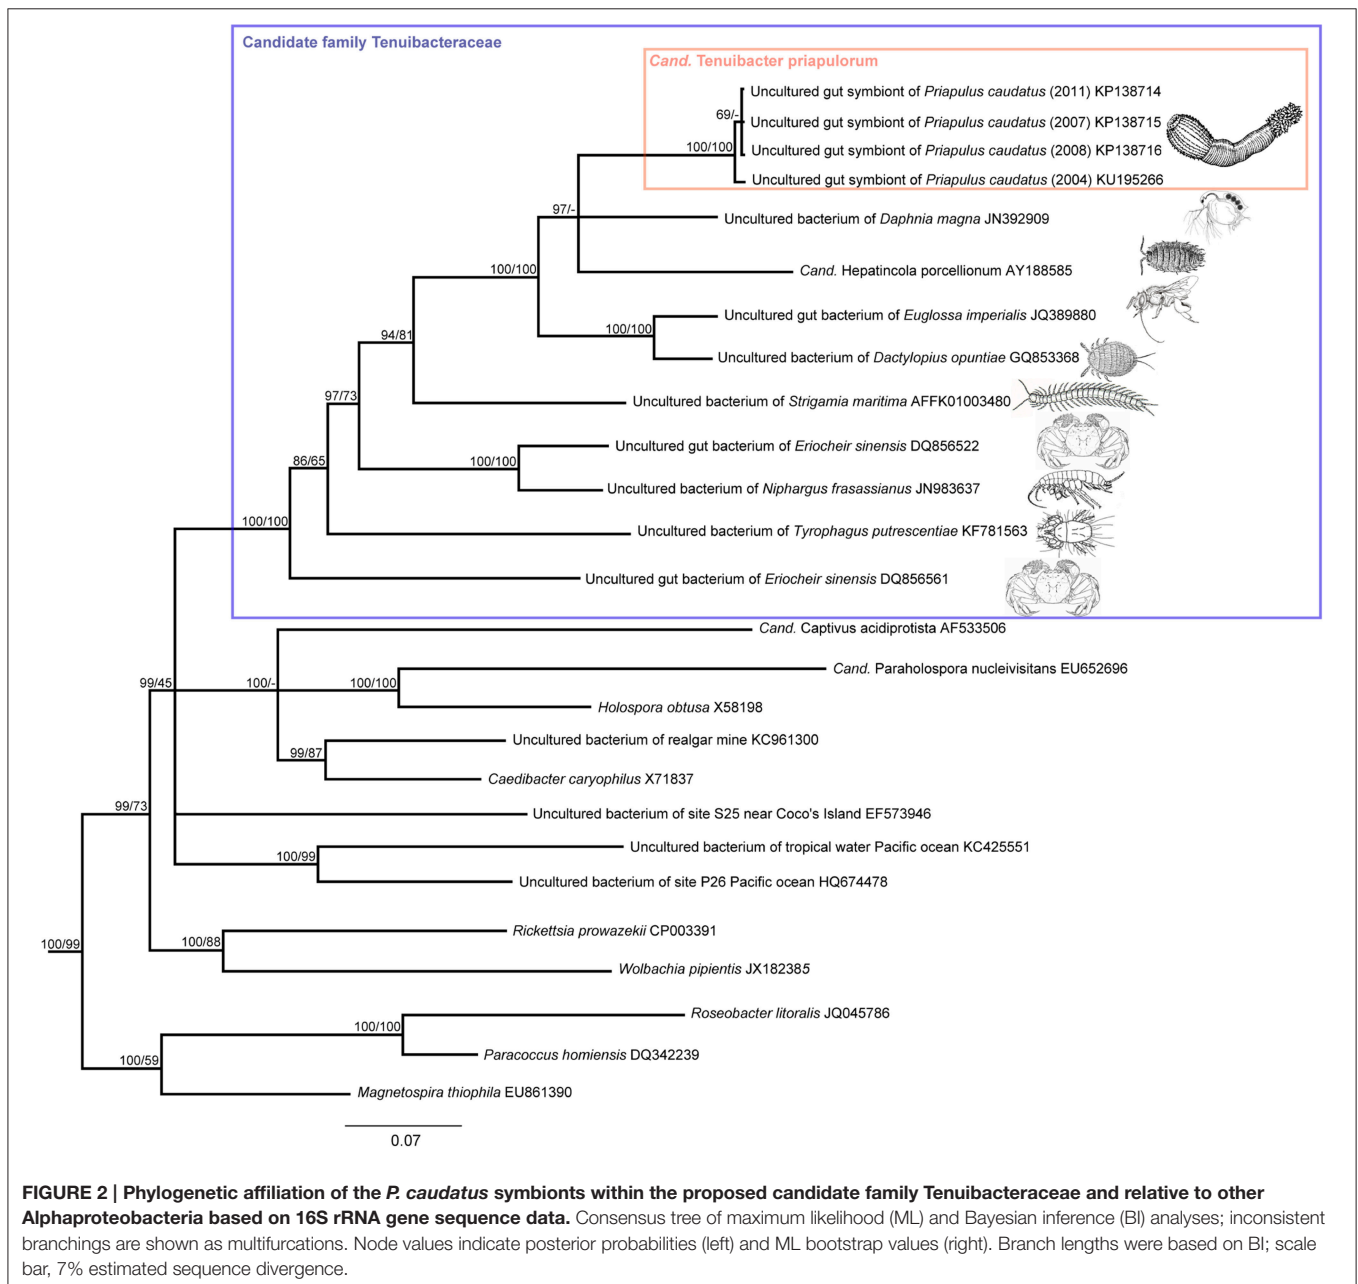 Candidate family Tenuibacteraceae
Cand. Tenuibacter priapulorum
Uncultured gut symbiont of Priapulus caudatus (2011) KP138714
69/-
Uncultured gut symbiont of Priapulus caudatus (2007) KP138715
100/100
Uncultured gut symbiont of Priapulus caudatus (2008) KP138716
Uncultured gut symbiont of Priapulus caudatus (2004) KU195266
97/-
Uncultured bacterium of Daphnia magna JN392909
100/100
Cand. Hepatincola porcellionum AY188585
Uncultured gut bacterium of Euglossa imperialis JQ389880
100/100
94/81
Uncultured bacterium of Dactylopius opuntiae GQ853368
97/73
Uncultured bacterium of Strigamia maritima AFFK01003480
Uncultured gut bacterium of Eriocheir sinensis DQ856522
86/65
100/100
Uncultured bacterium of Niphargus frasassianus JN983637
100/100
Uncultured bacterium of Tyrophagus putrescentiae KF781563
Uncultured gut bacterium of Eriocheir sinensis DQ856561
Cand. Captivus acidiprotista AF533506
Cand. Paraholospora nucleivisitans EU652696
99/45
100/-
100/100
Holospora obtusa X58198
Uncultured bacterium of realgar mine KC961300
99/87
Caedibacter caryophilus X71837
99/73
Uncultured bacterium of site S25 near Coco's Island EF573946
Uncultured bacterium of tropical water Pacific ocean KC425551
100/99
Uncultured bacterium of site P26 Pacific ocean HQ674478
Rickettsia prowazekii CP003391
100/99
100/88
Wolbachia pipientis JX182385
Roseobacter litoralis JQ045786
100/100
Paracoccus homiensis DQ342239
100/59
Magnetospira thiophila EU861390
0.07
FIGURE 2 | Phylogenetic affiliation of the P. caudatus symbionts within the proposed candidate family Tenuibacteraceae and relative to other
Alphaproteobacteria based on 16S rRNA gene sequence data. Consensus tree of maximum likelihood (ML) and Bayesian inference (BI) analyses; inconsistent
branchings are shown as multifurcations. Node values indicate posterior probabilities (left) and ML bootstrap values (right). Branch lengths were based on BI; scale
bar, 7% estimated sequence divergence.